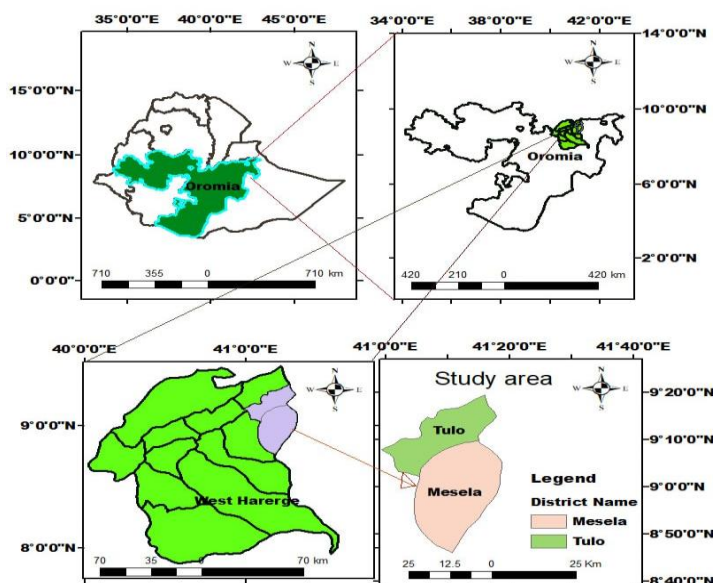 35°0'0"N 40°0'0"N 45°0'0"N
N
W E
S
15°0'0"N
10°0'0"N
Oromia
5°0'0"N
0°0'0"
710 355 0 710 km
34°0'0"E 38°0'0"N 42°0'0"N
14°0'0"N
N
W E
S
10°0'0"N
Oromia
6°0'0"N
2°0'0"N
420 210 0 420 km
40°0'0"E 41°0'0"N
N
W E
S
9°0'0"N
West Harerge
8°0'0"N
70 35 0 70 km
41°0'0"E 41°20'0"N 41°40'0"N
Study area
N
W E
S
9°20'0"N
Tulo
9°10'0"N
Legend
9°0'0"N
District Name
Mesela
Mesela
Tulo
8°50'0"N
25 12.5 0 25 Km
8°40'0"N